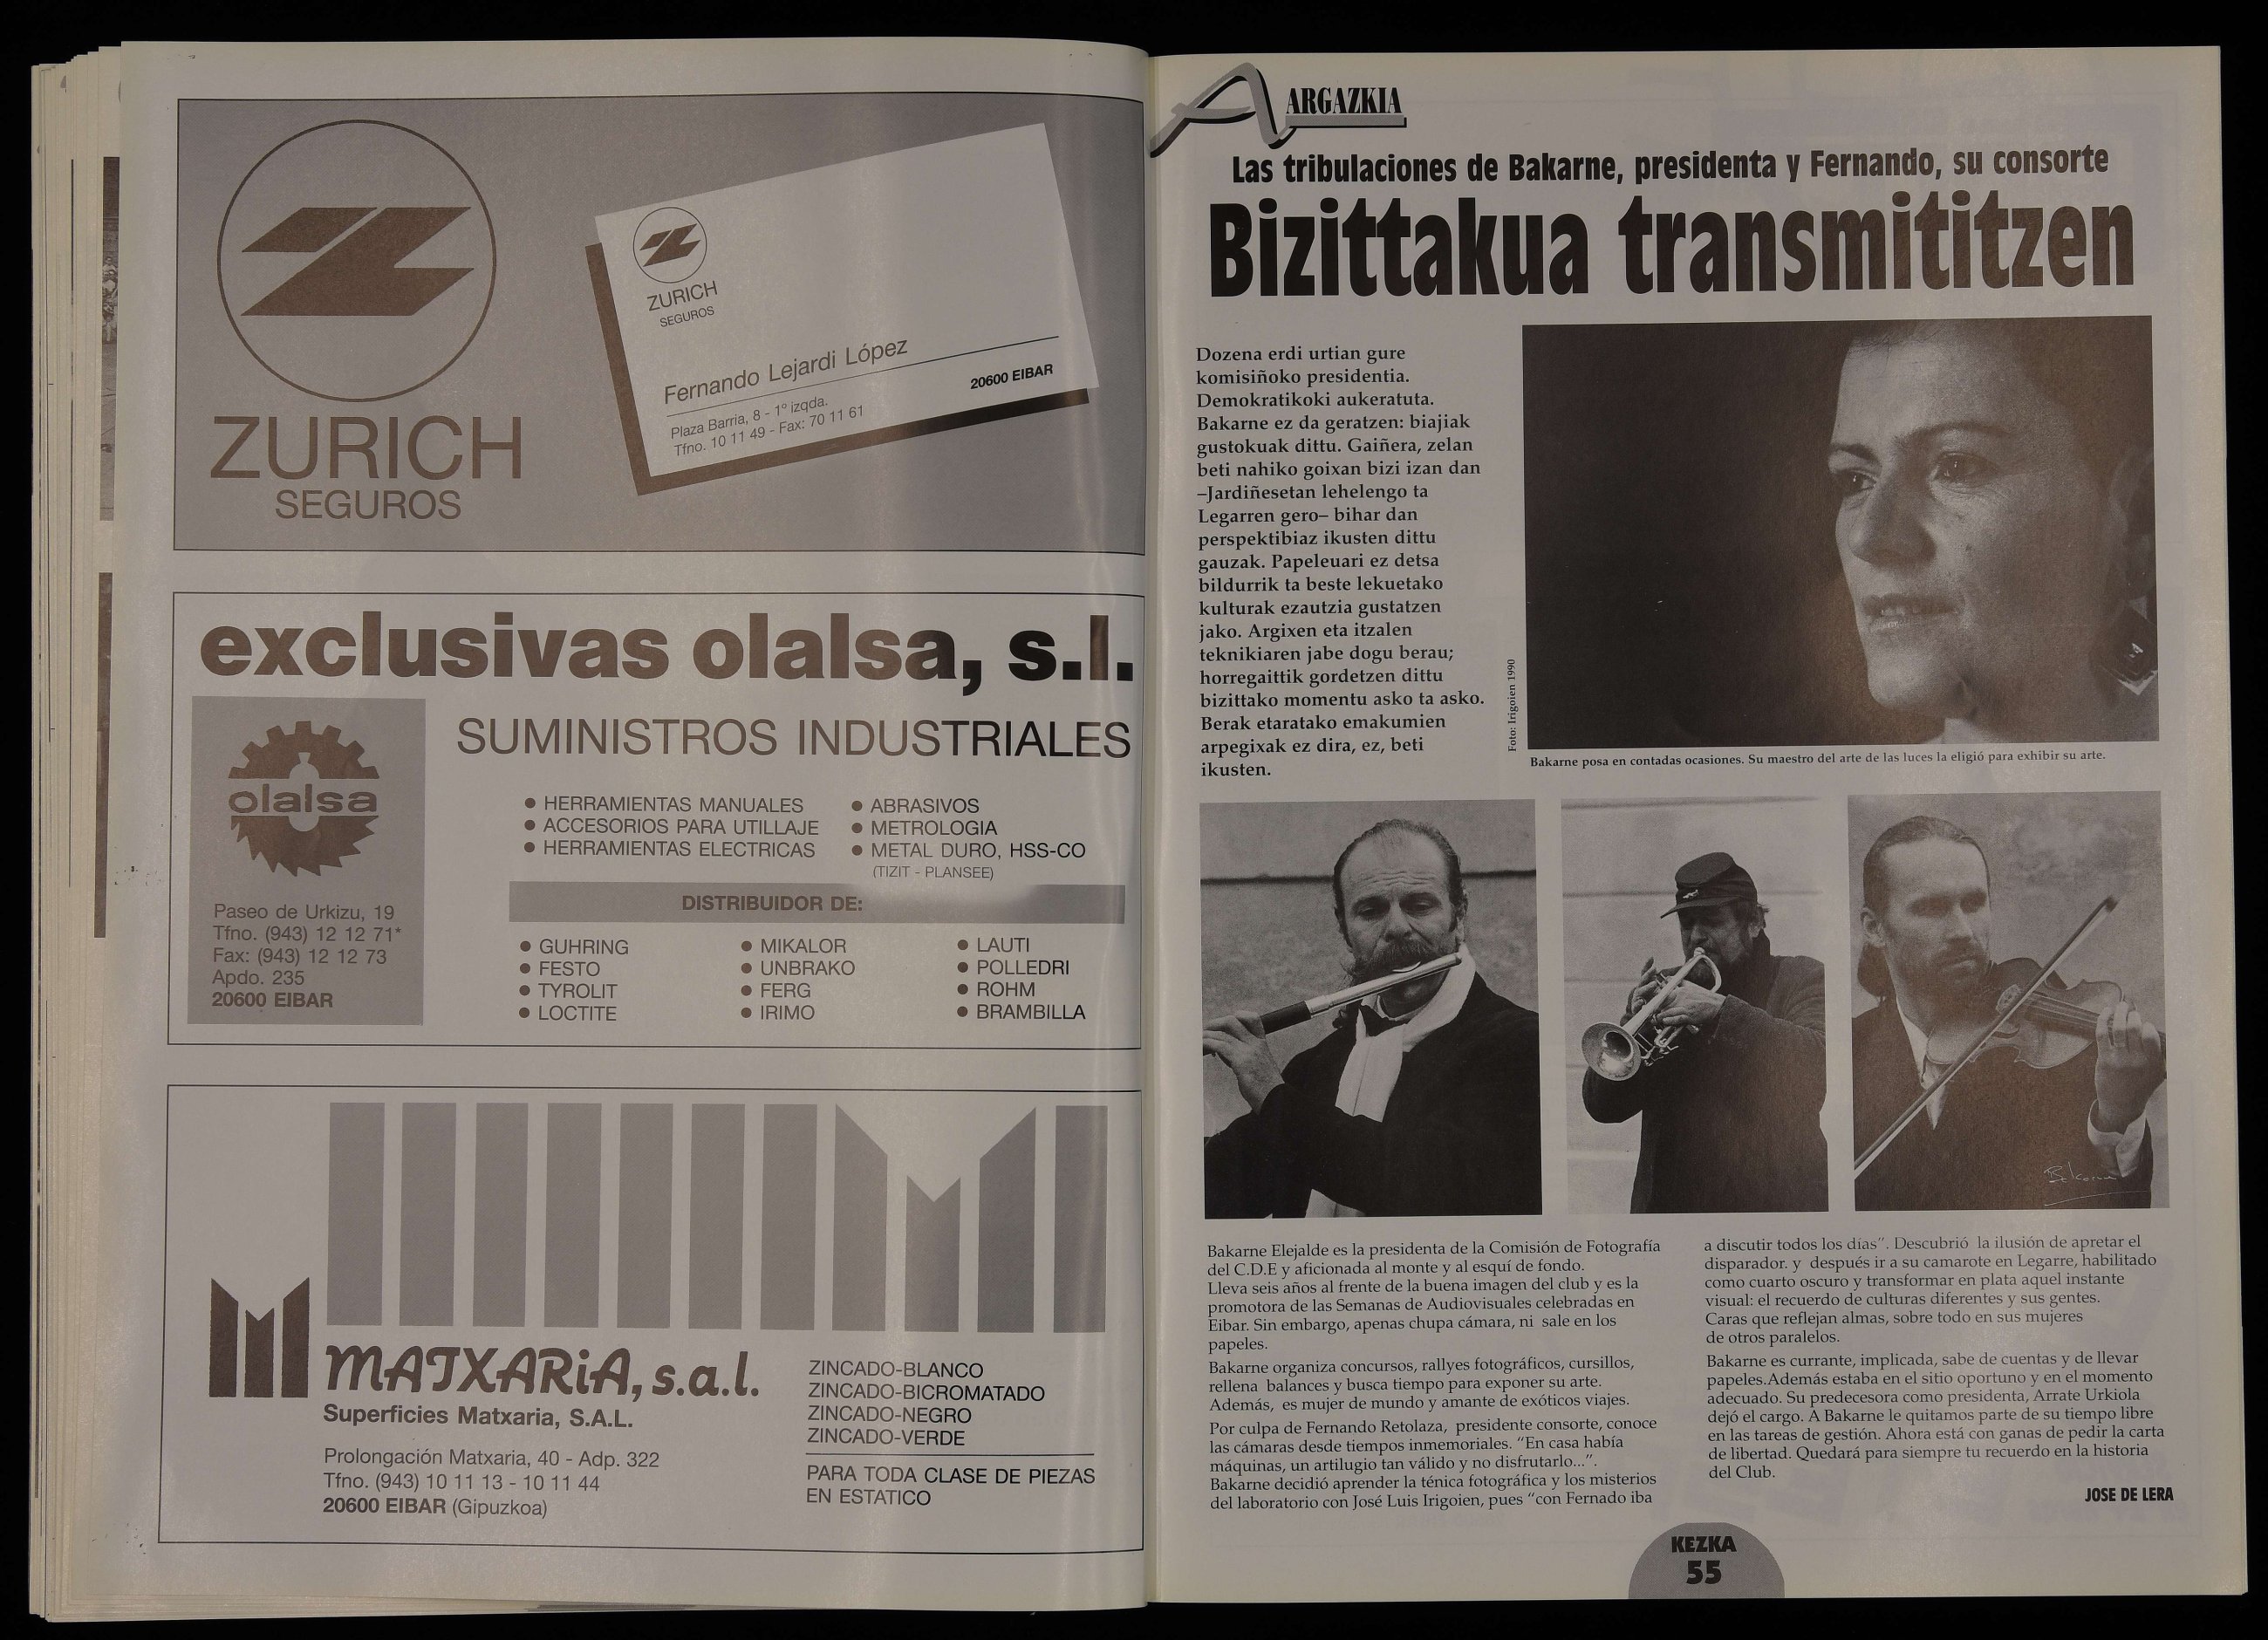 ZURICH
SEGUROS
ZURICH
SEGUROS
Fernando Lejardi López
20600 EIBAR
Plaza Barria, 8 - 1º izqda.
Tfno. 10 11 49 - Fax: 70 11 61
exclusivas olalsa, s.l.
SUMINISTROS INDUSTRIALES
olalsa
● HERRAMIENTAS MANUALES
● ACCESORIOS PARA UTILLAJE
● HERRAMIENTAS ELECTRICAS
● ABRASIVOS
● METROLOGIA
● METAL DURO, HSS-CO
(TIZIT - PLANSEE)
Paseo de Urkizu, 19
Tfno. (943) 12 12 71*
Fax: (943) 12 12 73
Apdo. 235
20600 EIBAR
DISTRIBUIDOR DE:
● GUHRING
● FESTO
● TYROLIT
● LOCTITE
● MIKALOR
● UNBRAKO
● FERG
● IRIMO
● LAUTI
● POLLEDRI
● ROHM
● BRAMBILLA
MATXARiA, s.a.l.
Superficies Matxaria, S.A.L.
Prolongación Matxaria, 40 - Adp. 322
Tfno. (943) 10 11 13 - 10 11 44
20600 EIBAR (Gipuzkoa)
ZINCADO-BLANCO
ZINCADO-BICROMATADO
ZINCADO-NEGRO
ZINCADO-VERDE
PARA TODA CLASE DE PIEZAS
EN ESTATICO
A ARGAZKIA
Las tribulaciones de Bakarne, presidenta y Fernando, su consorte
Bizittakua transmititzen
Dozena erdi urtian gure
komisiñoko presidentia.
Demokratikoki aukeratuta.
Bakarne ez da geratzen: biajiak
gustokuak dittu. Gaiñera, zelan
beti nahiko goixan bizi izan dan
–Jardiñesetan lehelengo ta
Legarren gero– bihar dan
perspektibiaz ikusten dittu
gauzak. Papeleuari ez detsa
bildurrik ta beste lekuetako
kulturak ezautzia gustatzen
jako. Argixen eta itzalen
teknikiaren jabe dogu berau;
horregaittik gordetzen dittu
bizittako momentu asko ta asko.
Berak etaratako emakumien
arpegixak ez dira, ez, beti
ikusten.
Foto: Irigoien 1990
Bakarne posa en contadas ocasiones. Su maestro del arte de las luces la eligió para exhibir su arte.
Bakarne
Bakarne Elejalde es la presidenta de la Comisión de Fotografía
del C.D.E y aficionada al monte y al esquí de fondo.
Lleva seis años al frente de la buena imagen del club y es la
promotora de las Semanas de Audiovisuales celebradas en
Eibar. Sin embargo, apenas chupa cámara, ni sale en los
papeles.
Bakarne organiza concursos, rallyes fotográficos, cursillos,
rellena balances y busca tiempo para exponer su arte.
Además, es mujer de mundo y amante de exóticos viajes.
Por culpa de Fernando Retolaza, presidente consorte, conoce
las cámaras desde tiempos inmemoriales. “En casa había
máquinas, un artilugio tan válido y no disfrutarlo...”.
Bakarne decidió aprender la ténica fotográfica y los misterios
del laboratorio con José Luis Irigoien, pues “con Fernado iba
a discutir todos los días”. Descubrió la ilusión de apretar el
disparador. y después ir a su camarote en Legarre, habilitado
como cuarto oscuro y transformar en plata aquel instante
visual: el recuerdo de culturas diferentes y sus gentes.
Caras que reflejan almas, sobre todo en sus mujeres
de otros paralelos.
Bakarne es currante, implicada, sabe de cuentas y de llevar
papeles.Además estaba en el sitio oportuno y en el momento
adecuado. Su predecesora como presidenta, Arrate Urkiola
dejó el cargo. A Bakarne le quitamos parte de su tiempo libre
en las tareas de gestión. Ahora está con ganas de pedir la carta
de libertad. Quedará para siempre tu recuerdo en la historia
del Club.
JOSE DE LERA
KEZKA
55